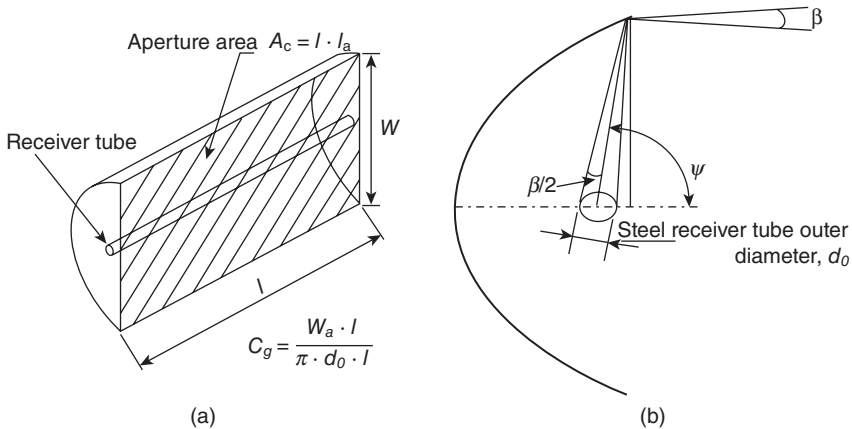 Aperture area A_c = l · l_a
Receiver tube
W
l
C_g = W_a · l / π · d_0 · l
(a)
β
ψ
β/2
Steel receiver tube outer
diameter, d_0
(b)